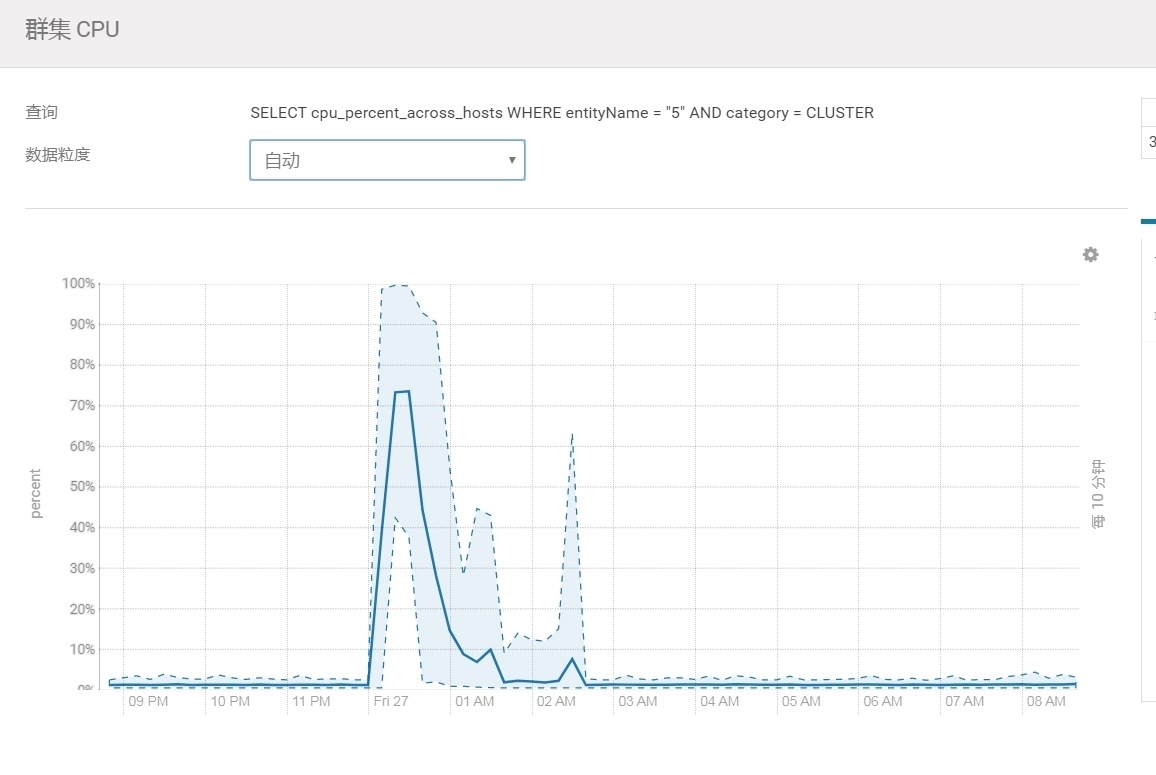 群集 CPU
查询 SELECT cpu_percent_across_hosts WHERE entityName = "5" AND category = CLUSTER
数据粒度 自动
100%
90%
80%
70%
60%
50%
40%
30%
20%
10%
0%
percent
每 10 分钟
09 PM 10 PM 11 PM Fri 27 01 AM 02 AM 03 AM 04 AM 05 AM 06 AM 07 AM 08 AM